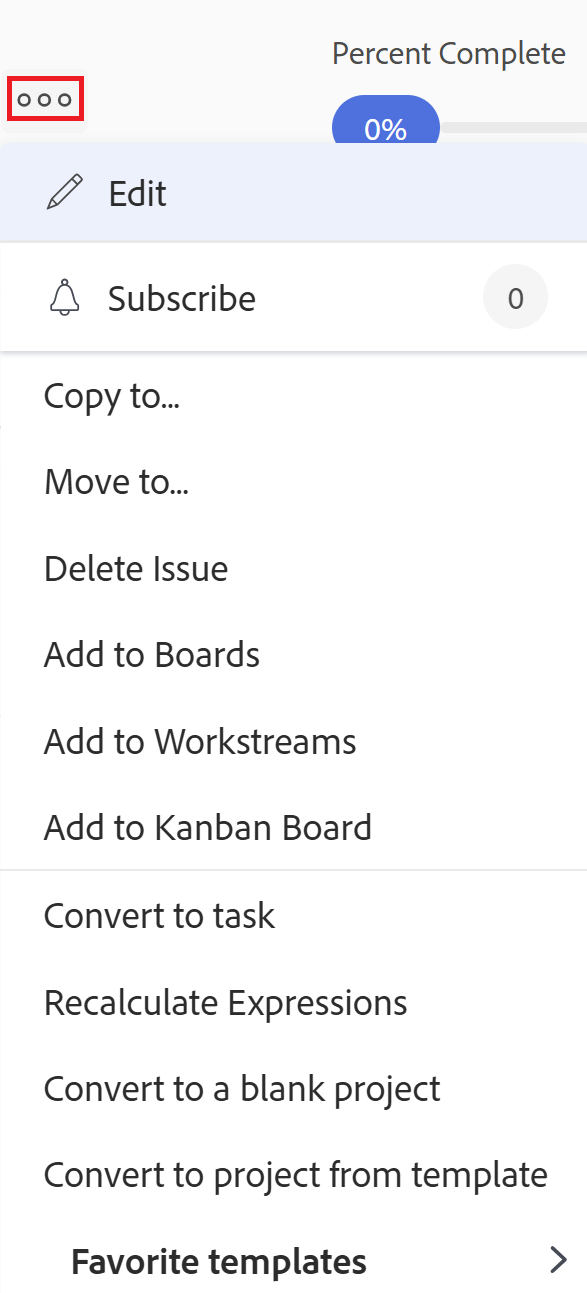 Percent Complete
0%
Edit
Subscribe
0
Copy to...
Move to...
Delete Issue
Add to Boards
Add to Workstreams
Add to Kanban Board
Convert to task
Recalculate Expressions
Convert to a blank project
Convert to project from template
Favorite templates